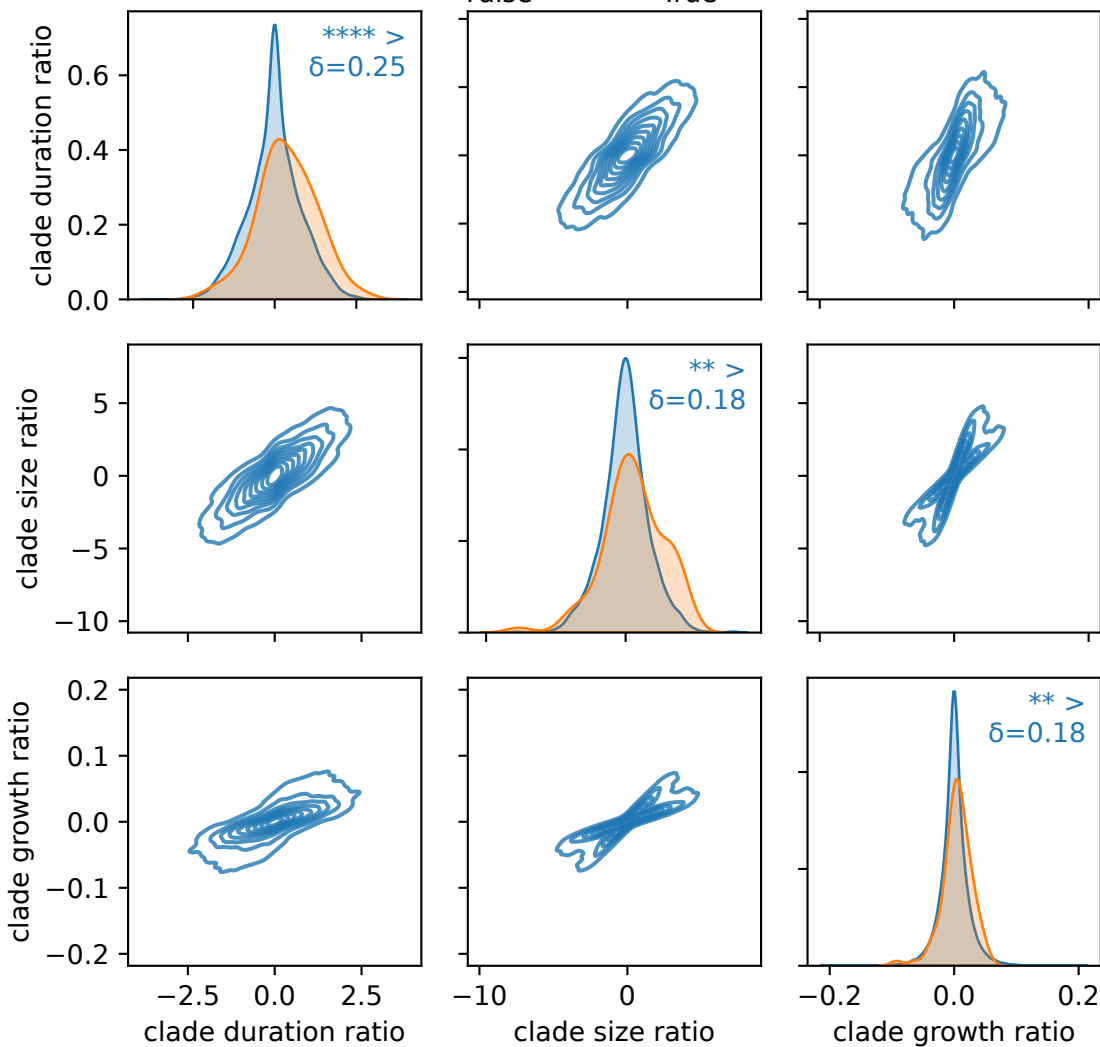 False True
clade duration ratio
0.6
0.4
0.2
0.0
**** >
δ=0.25
clade size ratio
5
0
−5
−10
** >
δ=0.18
clade growth ratio
0.2
0.1
0.0
−0.1
−0.2
** >
δ=0.18
−2.5 0.0 2.5 −10 0 −0.2 0.0 0.2
clade duration ratio clade size ratio clade growth ratio